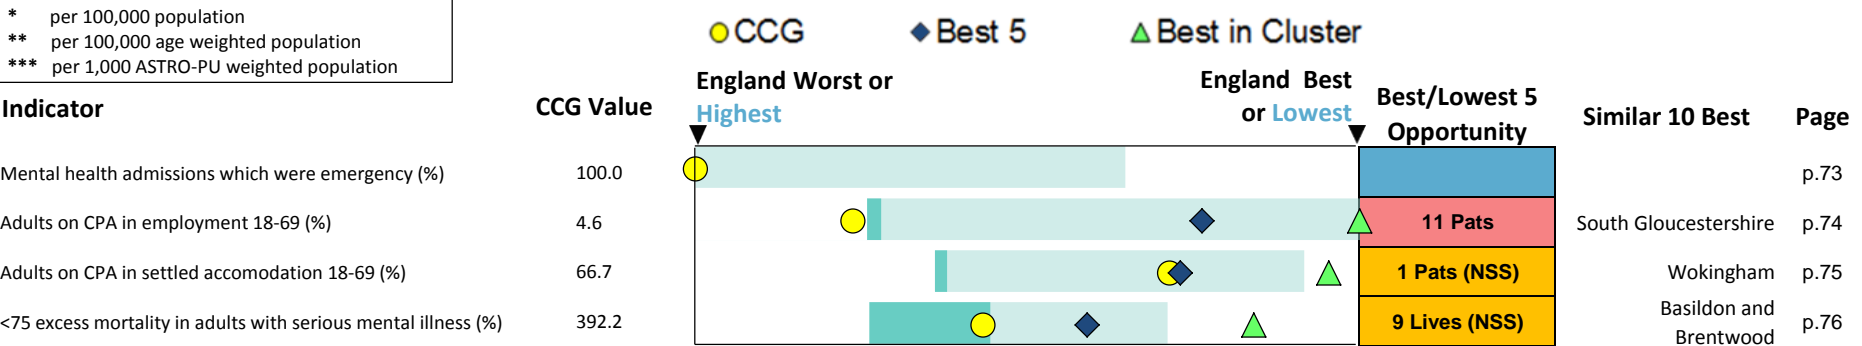 * per 100,000 population
** per 100,000 age weighted population
*** per 1,000 ASTRO-PU weighted population
CCG
Best 5
Best in Cluster
Indicator
CCG Value
England Worst or
Highest
England Best
or Lowest
Best/Lowest 5
Opportunity
Similar 10 Best
Page
Mental health admissions which were emergency (%) 100.0 p.73
Adults on CPA in employment 18-69 (%) 4.6 11 Pats South Gloucestershire p.74
Adults on CPA in settled accomodation 18-69 (%) 66.7 1 Pats (NSS) Wokingham p.75
<75 excess mortality in adults with serious mental illness (%) 392.2 9 Lives (NSS) Basildon and
Brentwood p.76